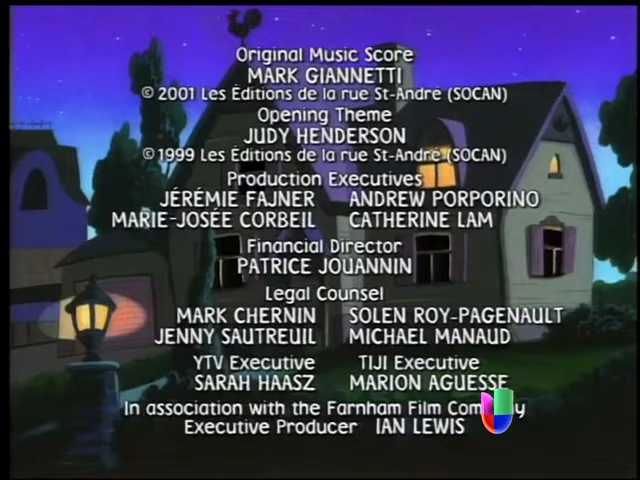 Original Music Score
MARK GIANNETTI
© 2001 Les Éditions de la rue St-André (SOCAN)
Opening Theme
JUDY HENDERSON
© 1999 Les Éditions de la rue St-André (SOCAN)
Production Executives
JÉRÉMIE FAJNER ANDREW PORPORINO
MARIE-JOSÉE CORBEIL CATHERINE LAM
Financial Director
PATRICE JOUANNIN
Legal Counsel
MARK CHERNIN SOLEN ROY-PAGENAULT
JENNY SAUTREUIL MICHAEL MANAUD
YTV Executive TIJI Executive
SARAH HAASZ MARION AGUESSE
In association with the Farnham Film
Executive Producer IAN LEWIS